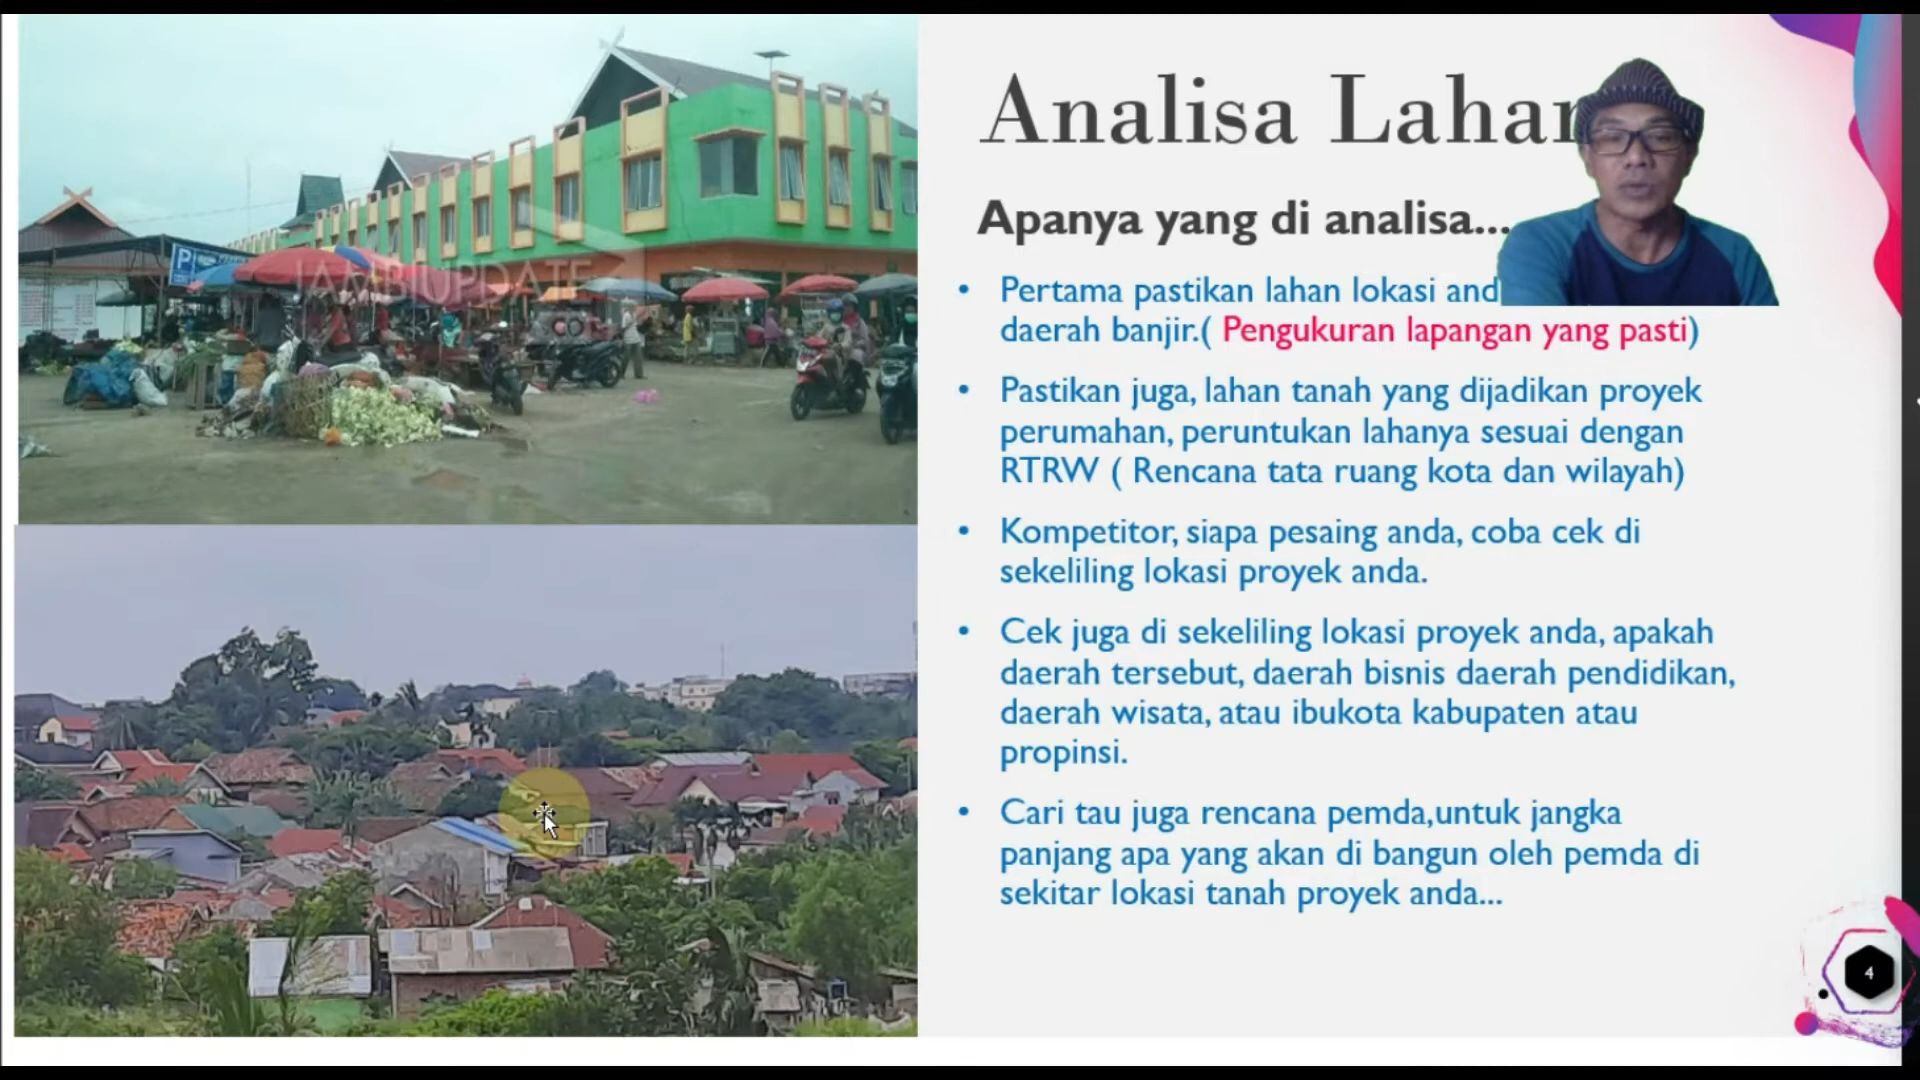 Analisa Lahan
Apanya yang di analisa...
• Pertama pastikan lahan lokasi and
daerah banjir.( Pengukuran lapangan yang pasti)
• Pastikan juga, lahan tanah yang dijadikan proyek
perumahan, peruntukan lahanya sesuai dengan
RTRW ( Rencana tata ruang kota dan wilayah)
• Kompetitor, siapa pesaing anda, coba cek di
sekeliling lokasi proyek anda.
• Cek juga di sekeliling lokasi proyek anda, apakah
daerah tersebut, daerah bisnis daerah pendidikan,
daerah wisata, atau ibukota kabupaten atau
propinsi.
• Cari tau juga rencana pemda,untuk jangka
panjang apa yang akan di bangun oleh pemda di
sekitar lokasi tanah proyek anda...
P
JAMBIUPDATE
4